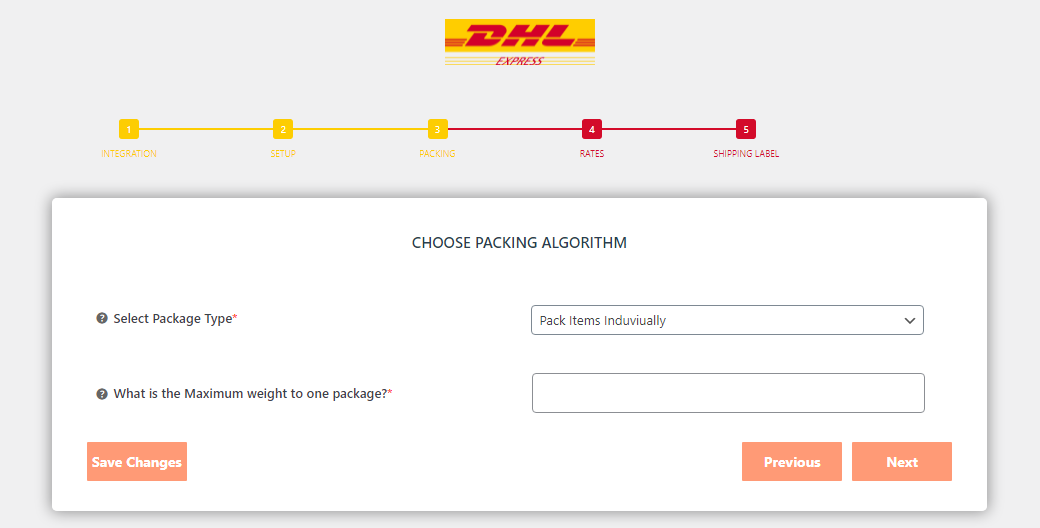 DHL
EXPRESS
1 2 3 4 5
INTEGRATION SETUP PACKING RATES SHIPPING LABEL
CHOOSE PACKING ALGORITHM
? Select Package Type* Pack Items Induviually
? What is the Maximum weight to one package?*
Save Changes Previous Next